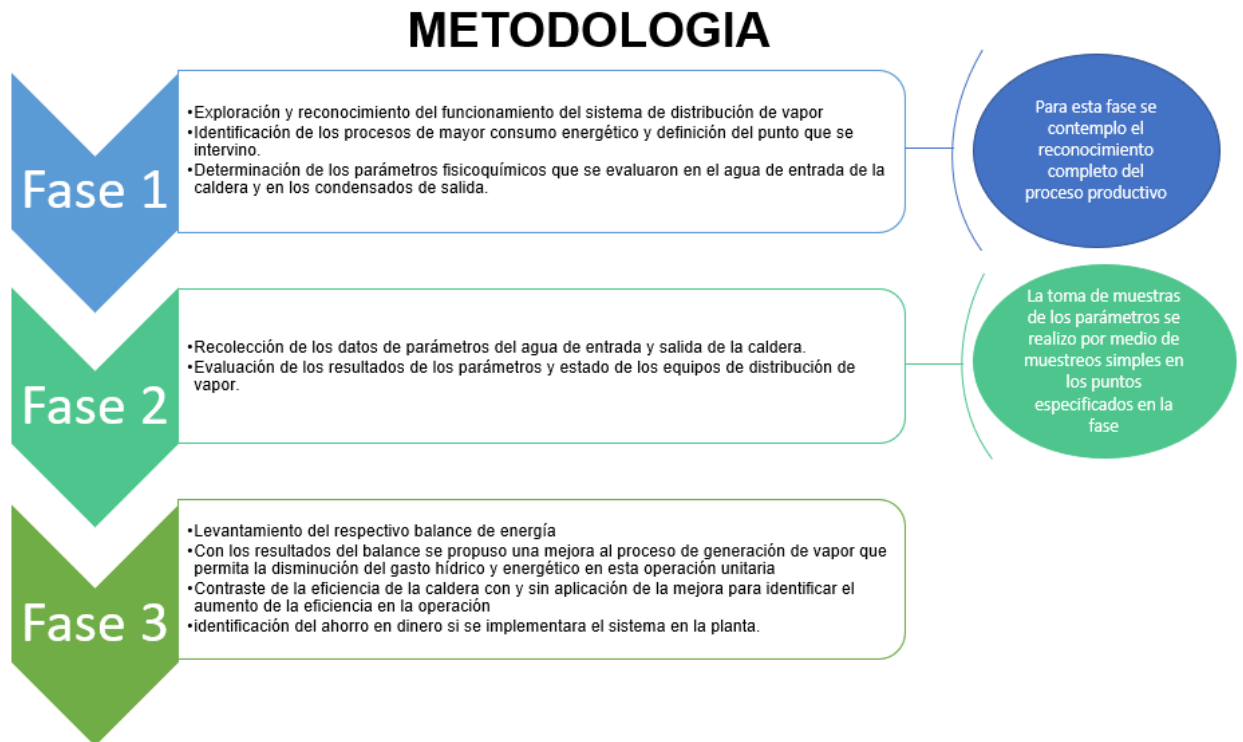 METODOLOGIA
Fase 1
•Exploración y reconocimiento del funcionamiento del sistema de distribución de vapor
•Identificación de los procesos de mayor consumo energético y definición del punto que se
intervino.
•Determinación de los parámetros fisicoquímicos que se evaluaron en el agua de entrada de la
caldera y en los condensados de salida.
Para esta fase se
contemplo el
reconocimiento
completo del
proceso productivo
Fase 2
•Recolección de los datos de parámetros del agua de entrada y salida de la caldera.
•Evaluación de los resultados de los parámetros y estado de los equipos de distribución de
vapor.
La toma de muestras
de los parámetros se
realizo por medio de
muestreos simples en
los puntos
especificados en la
fase
Fase 3
•Levantamiento del respectivo balance de energía
•Con los resultados del balance se propuso una mejora al proceso de generación de vapor que
permita la disminución del gasto hídrico y energético en esta operación unitaria
•Contraste de la eficiencia de la caldera con y sin aplicación de la mejora para identificar el
aumento de la eficiencia en la operación
•identificación del ahorro en dinero si se implementara el sistema en la planta.